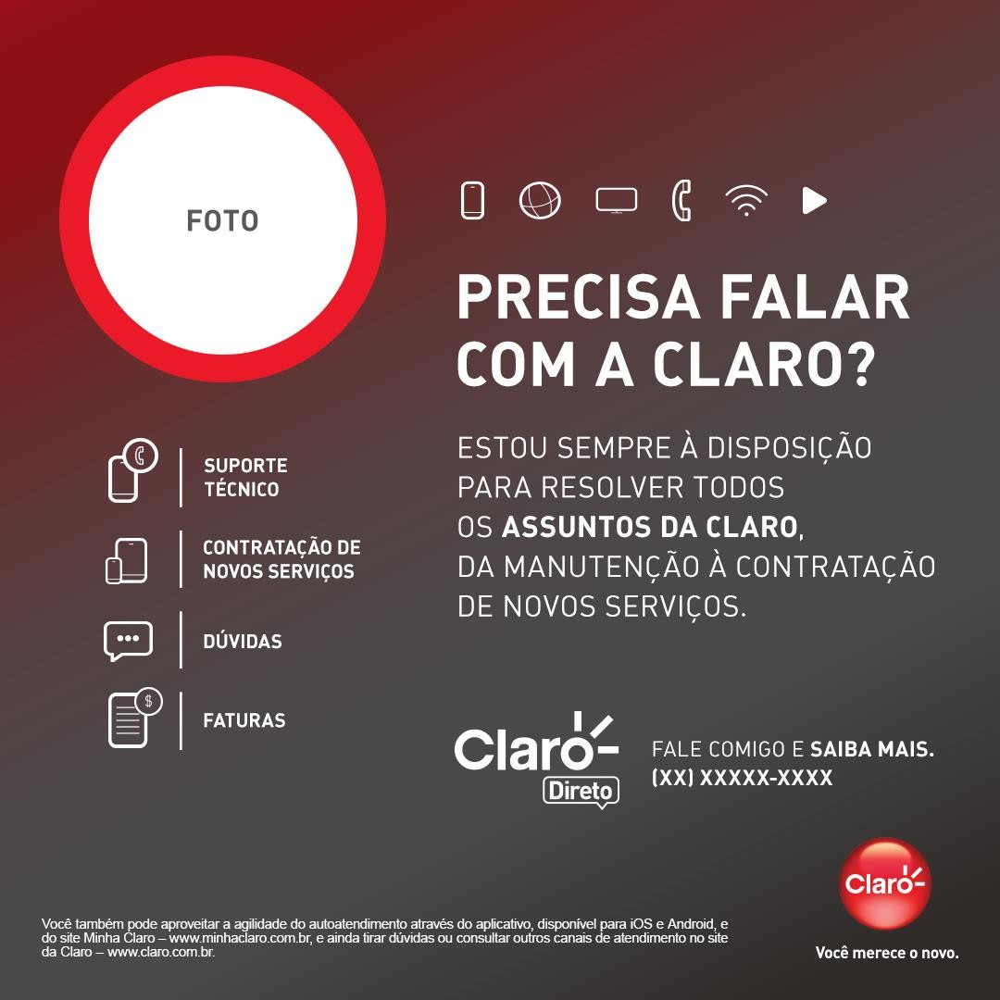 FOTO
PRECISA FALAR
COM A CLARO?
ESTOU SEMPRE À DISPOSIÇÃO
PARA RESOLVER TODOS
OS ASSUNTOS DA CLARO,
DA MANUTENÇÃO À CONTRATAÇÃO
DE NOVOS SERVIÇOS.
SUPORTE
TÉCNICO
CONTRATAÇÃO DE
NOVOS SERVIÇOS
DÚVIDAS
$
FATURAS
Claro
Direto
FALE COMIGO E SAIBA MAIS.
(XX) XXXXX-XXXX
Claro
Você merece o novo.
Você também pode aproveitar a agilidade do autoatendimento através do aplicativo, disponível para iOS e Android, e
do site Minha Claro – www.minhaclaro.com.br, e ainda tirar dúvidas ou consultar outros canais de atendimento no site
da Claro – www.claro.com.br.